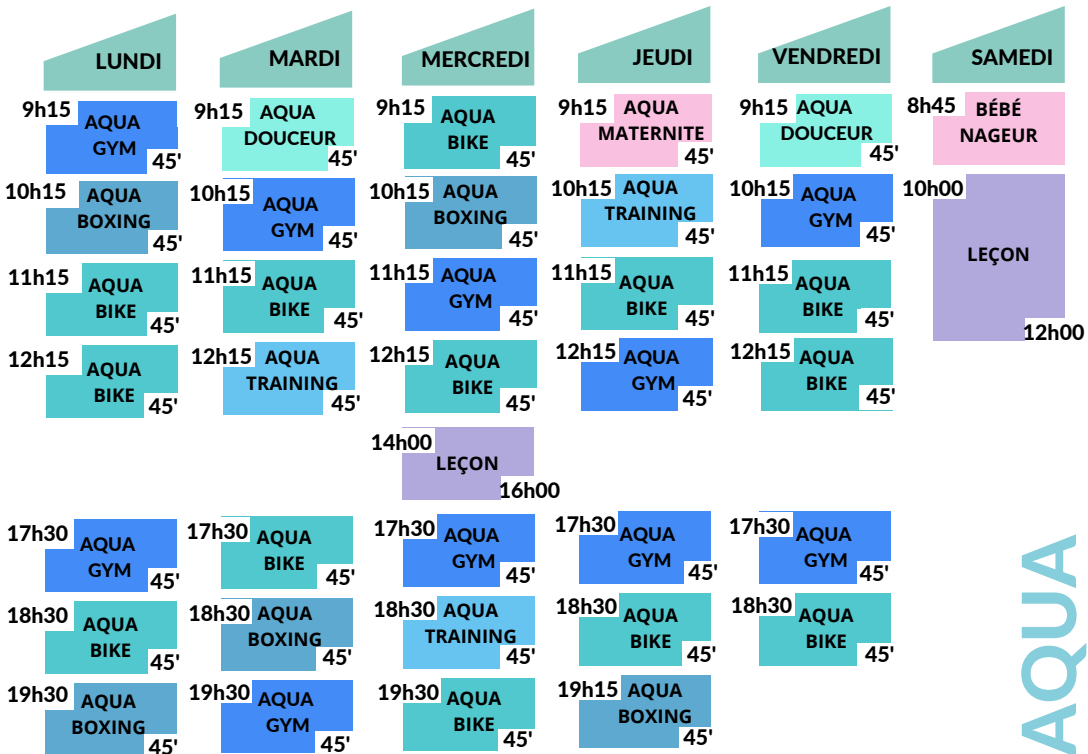 LUNDI
MARDI
MERCREDI
JEUDI
VENDREDI
SAMEDI
9h15
AQUA
GYM
45'
9h15
AQUA
DOUCEUR
45'
9h15
AQUA
BIKE
45'
9h15
AQUA
MATERNITE
45'
9h15
AQUA
DOUCEUR
45'
8h45
BÉBÉ
NAGEUR
10h15
AQUA
BOXING
45'
10h15
AQUA
GYM
45'
10h15
AQUA
BOXING
45'
10h15
AQUA
TRAINING
45'
10h15
AQUA
GYM
45'
10h00
LEÇON
12h00
11h15
AQUA
BIKE
45'
11h15
AQUA
BIKE
45'
11h15
AQUA
GYM
45'
11h15
AQUA
BIKE
45'
11h15
AQUA
BIKE
45'
12h15
AQUA
BIKE
45'
12h15
AQUA
TRAINING
45'
12h15
AQUA
BIKE
45'
12h15
AQUA
GYM
45'
12h15
AQUA
BIKE
45'
14h00
LEÇON
16h00
17h30
AQUA
GYM
45'
17h30
AQUA
BIKE
45'
17h30
AQUA
GYM
45'
17h30
AQUA
GYM
45'
17h30
AQUA
GYM
45'
18h30
AQUA
BIKE
45'
18h30
AQUA
BOXING
45'
18h30
AQUA
TRAINING
45'
18h30
AQUA
BIKE
45'
18h30
AQUA
BIKE
45'
19h30
AQUA
BOXING
45'
19h30
AQUA
GYM
45'
19h30
AQUA
BIKE
45'
19h15
AQUA
BOXING
45'
AQUA